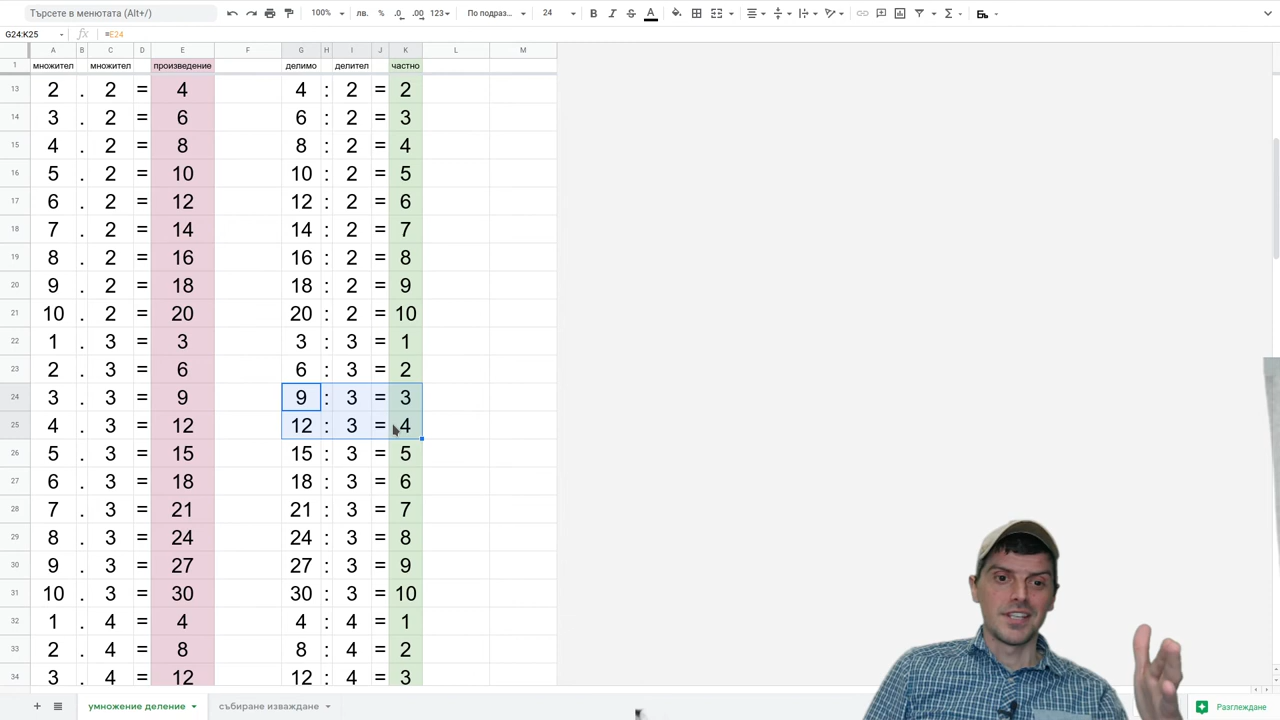 Търсете в менютата (Alt+/) 100% лв. % .0 .00 123 По подраз... 24 B I S A Σ
G24:K25 fx =E24
A B C D E F G H I J K L M
1 множител множител произведение делимо делител частно
13 2 . 2 = 4 4 : 2 = 2
14 3 . 2 = 6 6 : 2 = 3
15 4 . 2 = 8 8 : 2 = 4
16 5 . 2 = 10 10 : 2 = 5
17 6 . 2 = 12 12 : 2 = 6
18 7 . 2 = 14 14 : 2 = 7
19 8 . 2 = 16 16 : 2 = 8
20 9 . 2 = 18 18 : 2 = 9
21 10 . 2 = 20 20 : 2 = 10
22 1 . 3 = 3 3 : 3 = 1
23 2 . 3 = 6 6 : 3 = 2
24 3 . 3 = 9 9 : 3 = 3
25 4 . 3 = 12 12 : 3 = 4
26 5 . 3 = 15 15 : 3 = 5
27 6 . 3 = 18 18 : 3 = 6
28 7 . 3 = 21 21 : 3 = 7
29 8 . 3 = 24 24 : 3 = 8
30 9 . 3 = 27 27 : 3 = 9
31 10 . 3 = 30 30 : 3 = 10
32 1 . 4 = 4 4 : 4 = 1
33 2 . 4 = 8 8 : 4 = 2
34 3 . 4 = 12 12 : 4 = 3
+ умножение деление събиране изваждане Разглеждане